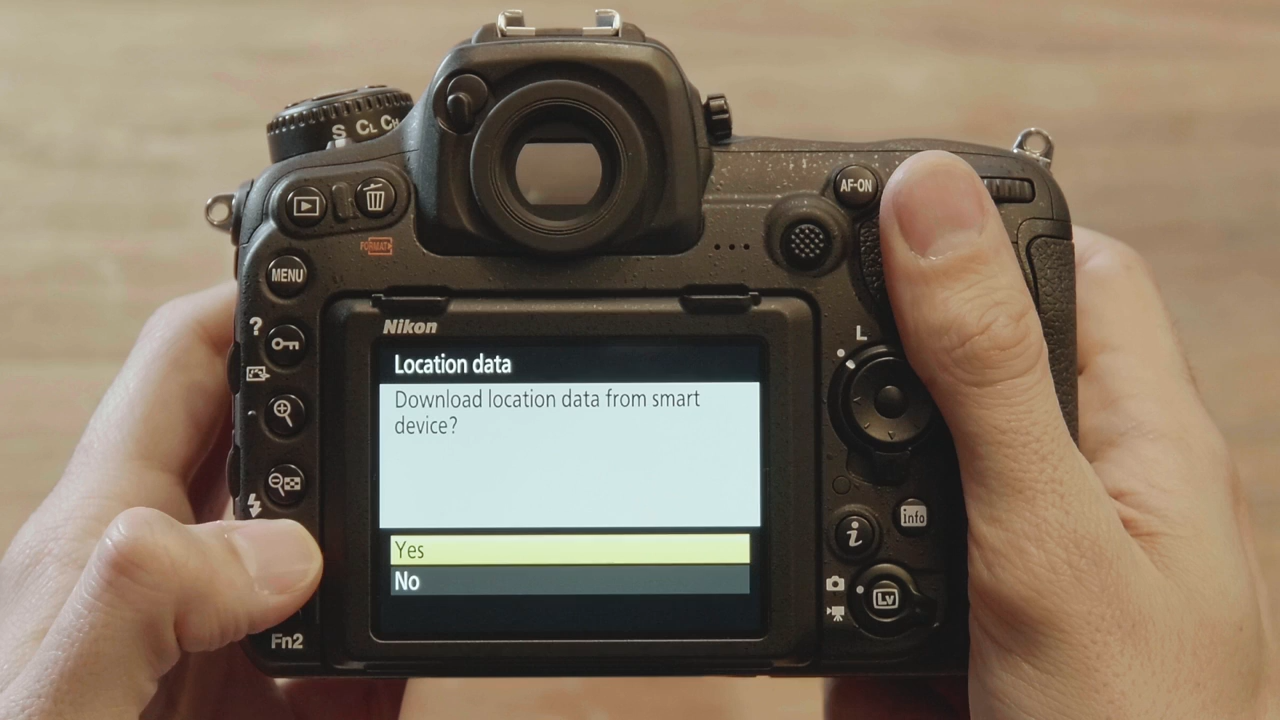 S CL CH
AF-ON
FORMAT
MENU
?
Nikon
L
Location data
Download location data from smart
device?
info
i
Yes
No
Lv
Fn2